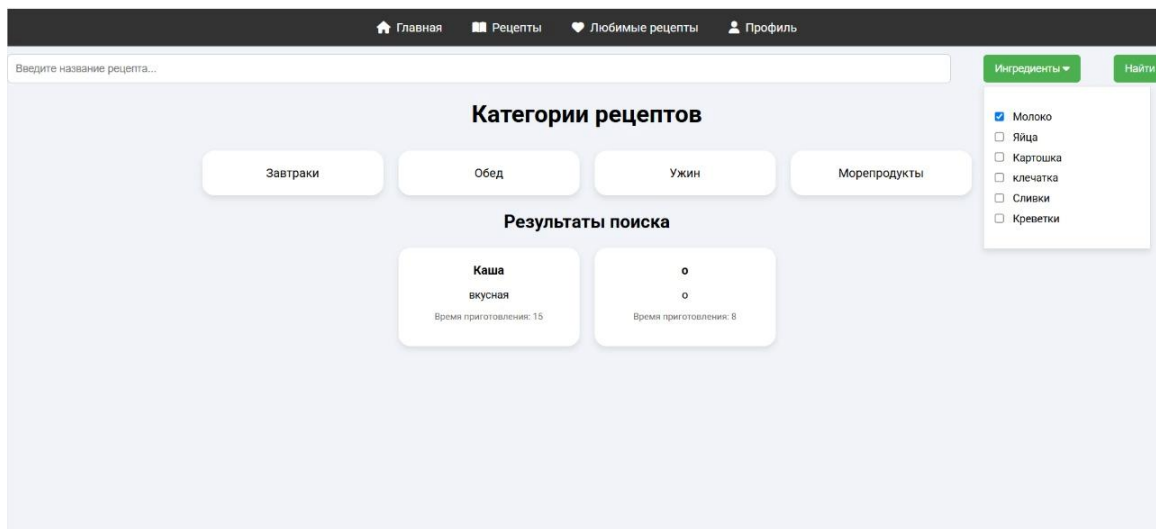 Главная Рецепты Любимые рецепты Профиль
Введите название рецепта...
Ингредиенты
Найти
Категории рецептов
Молоко
Яйца
Картошка
клечатка
Сливки
Креветки
Завтраки
Обед
Ужин
Морепродукты
Результаты поиска
Каша
вкусная
Время приготовления: 15
о
о
Время приготовления: 8